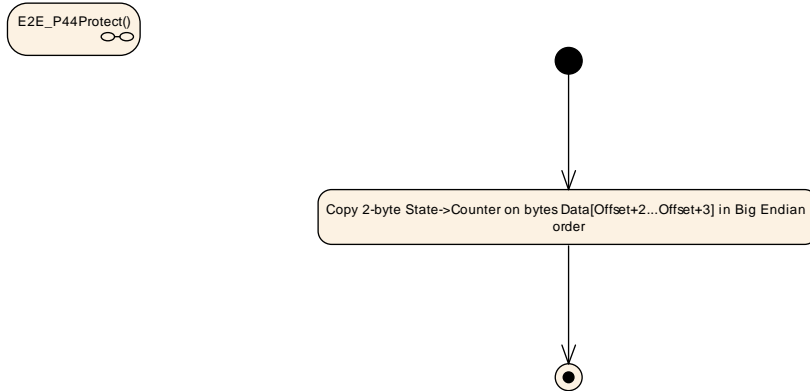 E2E_P44Protect()
Copy 2-byte State->Counter on bytes Data[Offset+2...Offset+3] in Big Endian
order